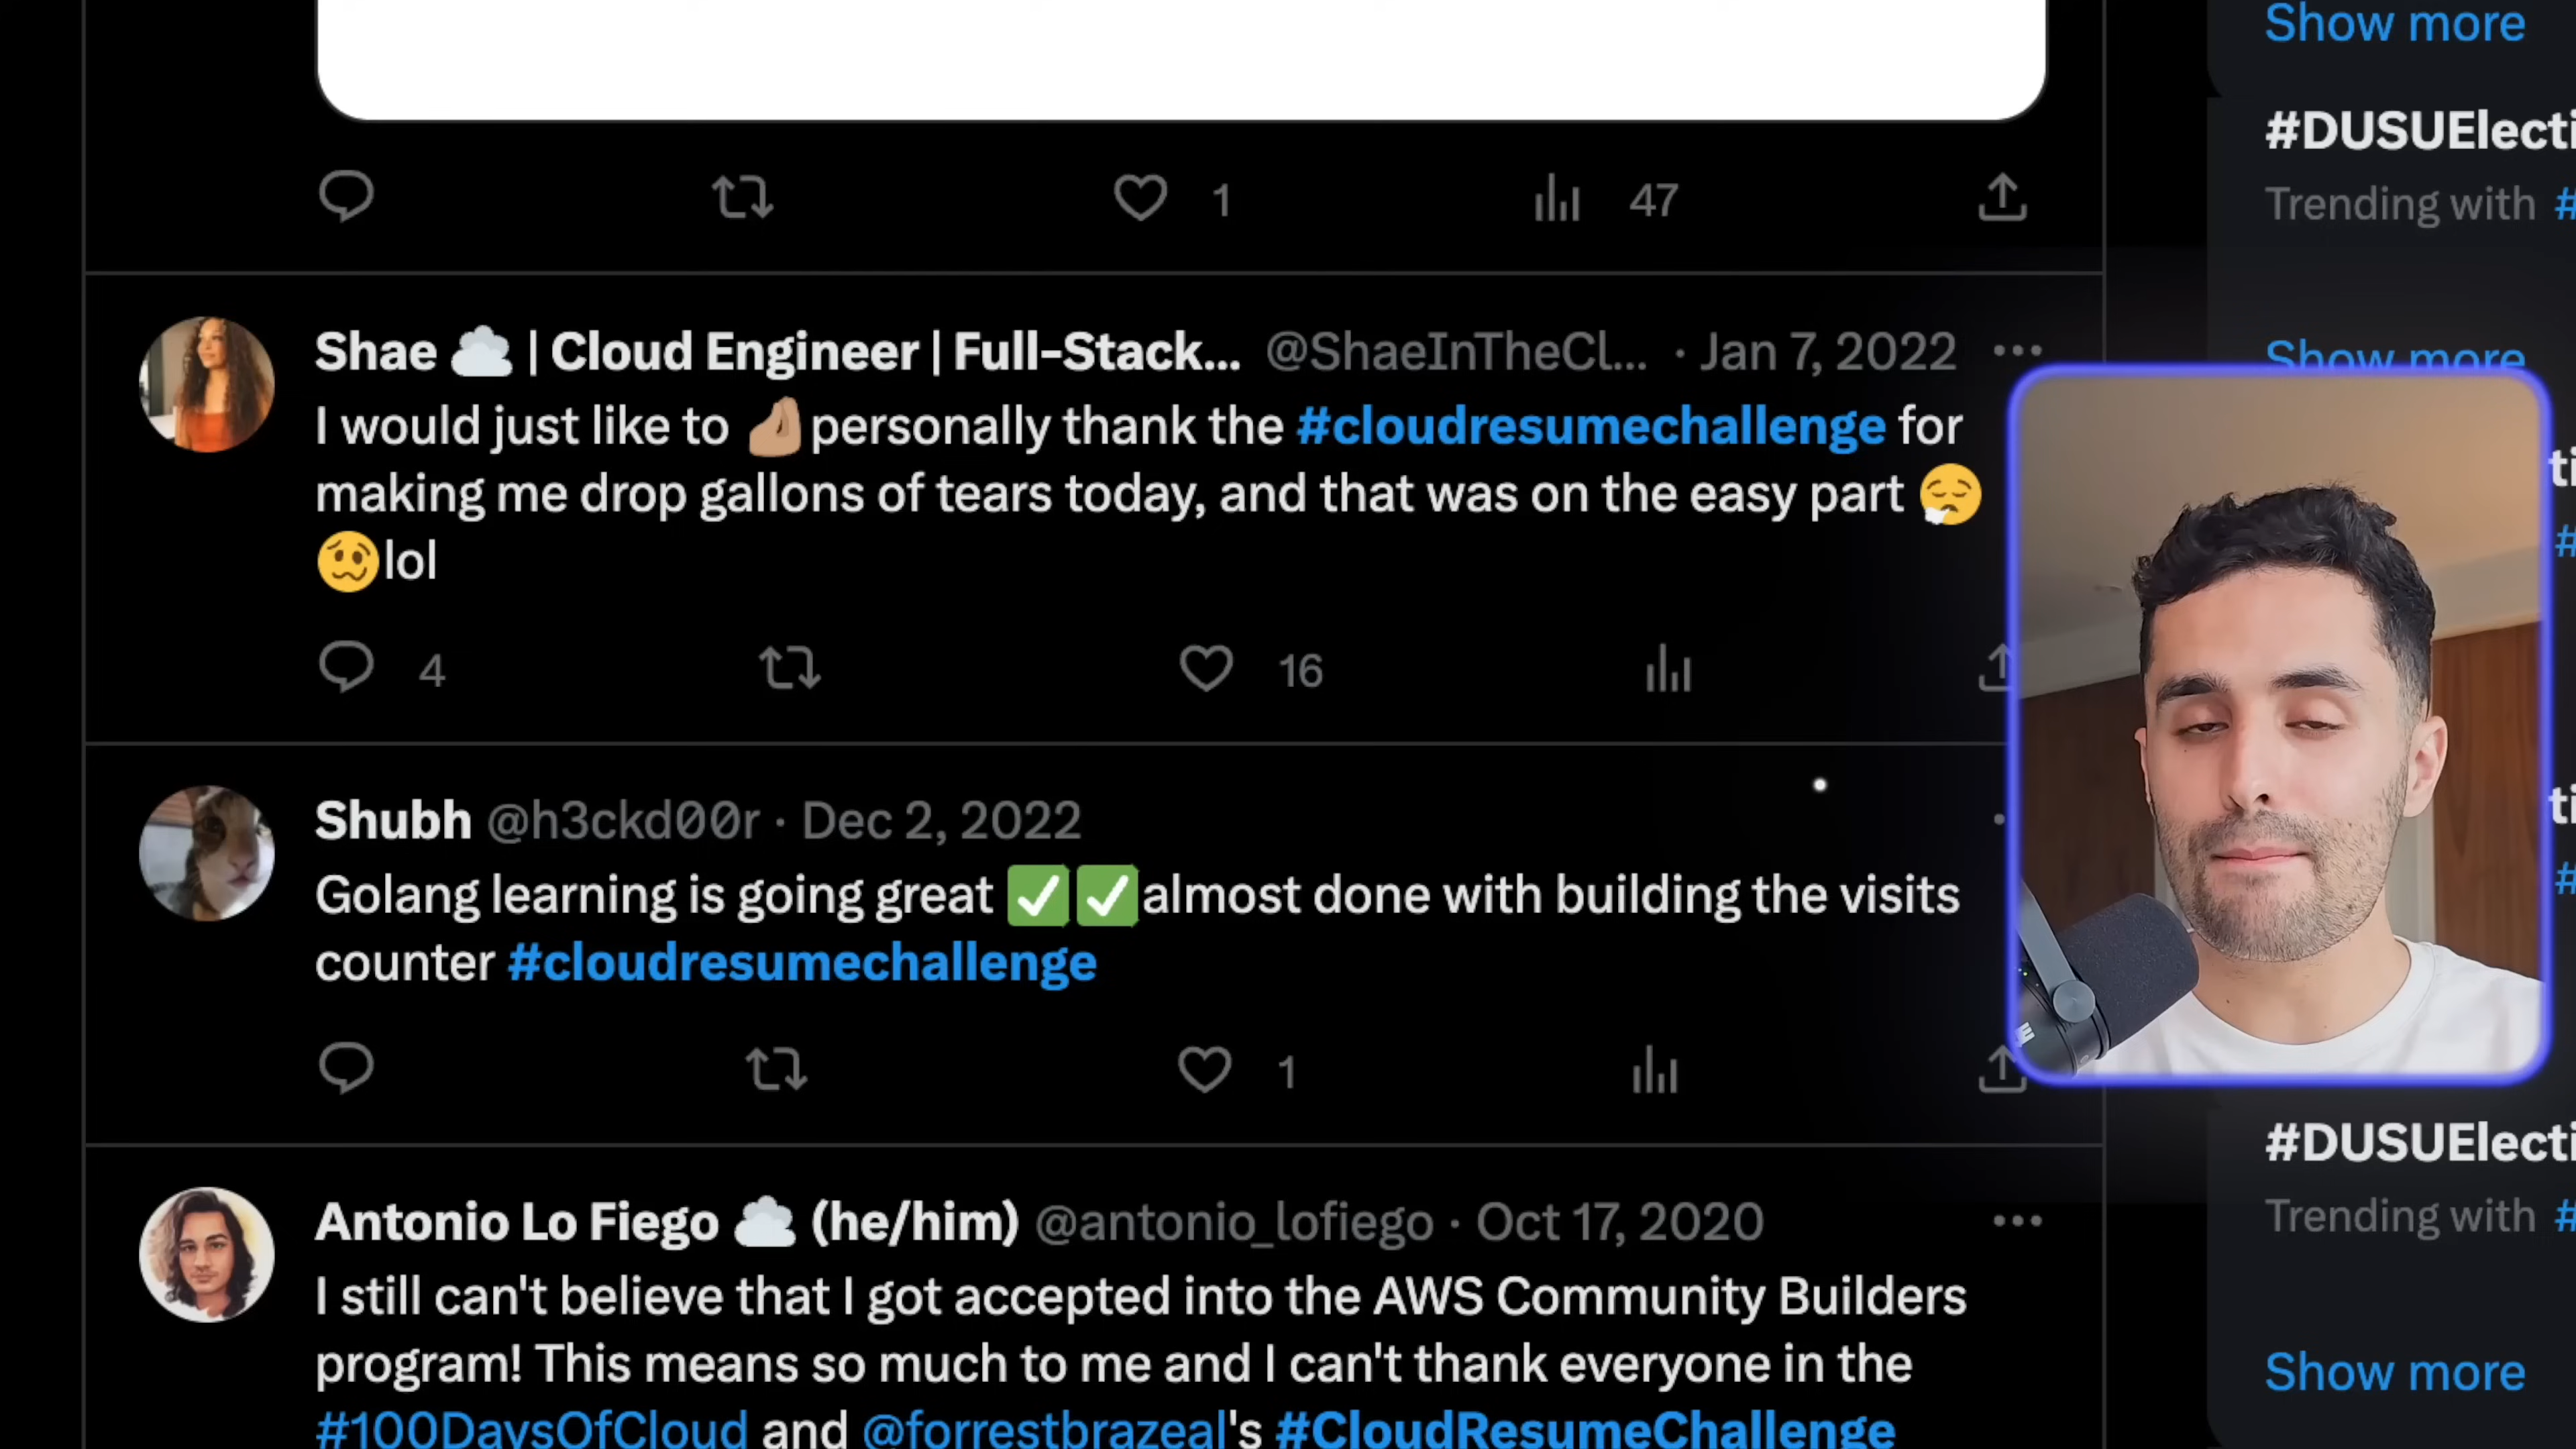 Show more
#DUSUElecti
Trending with #
1
47
Show more
Shae ☁️ | Cloud Engineer | Full-Stack... @ShaeInTheCl... · Jan 7, 2022
I would just like to 🤌🏼personally thank the #cloudresumechallenge for
making me drop gallons of tears today, and that was on the easy part 😮‍💨
🥴lol
4
16
Shubh @h3ckd00r · Dec 2, 2022
Golang learning is going great ✅✅almost done with building the visits
counter #cloudresumechallenge
1
#DUSUElecti
Trending with #
Show more
Antonio Lo Fiego ☁️ (he/him) @antonio_lofiego · Oct 17, 2020
I still can't believe that I got accepted into the AWS Community Builders
program! This means so much to me and I can't thank everyone in the
#100DaysOfCloud and @forrestbrazeal's #CloudResumeChallenge